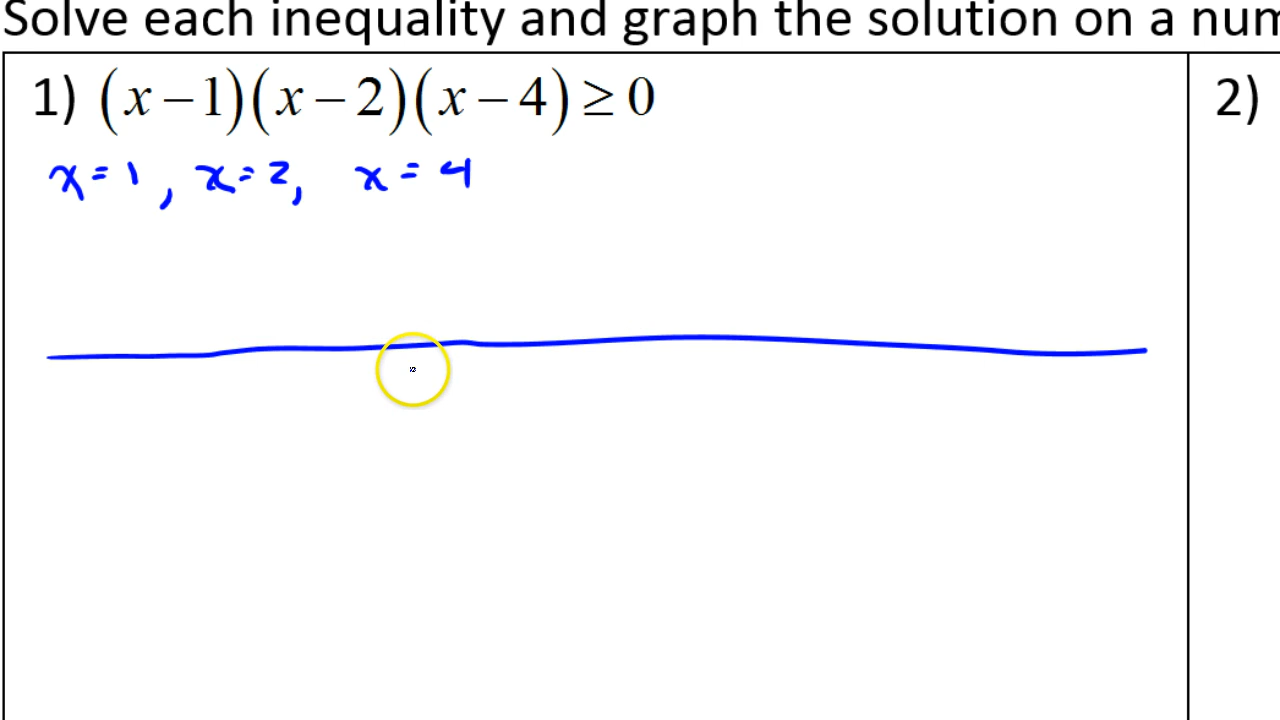 Solve each inequality and graph the solution on a num
1) (x−1)(x−2)(x−4)≥0
2)
x=1, x=2, x=4